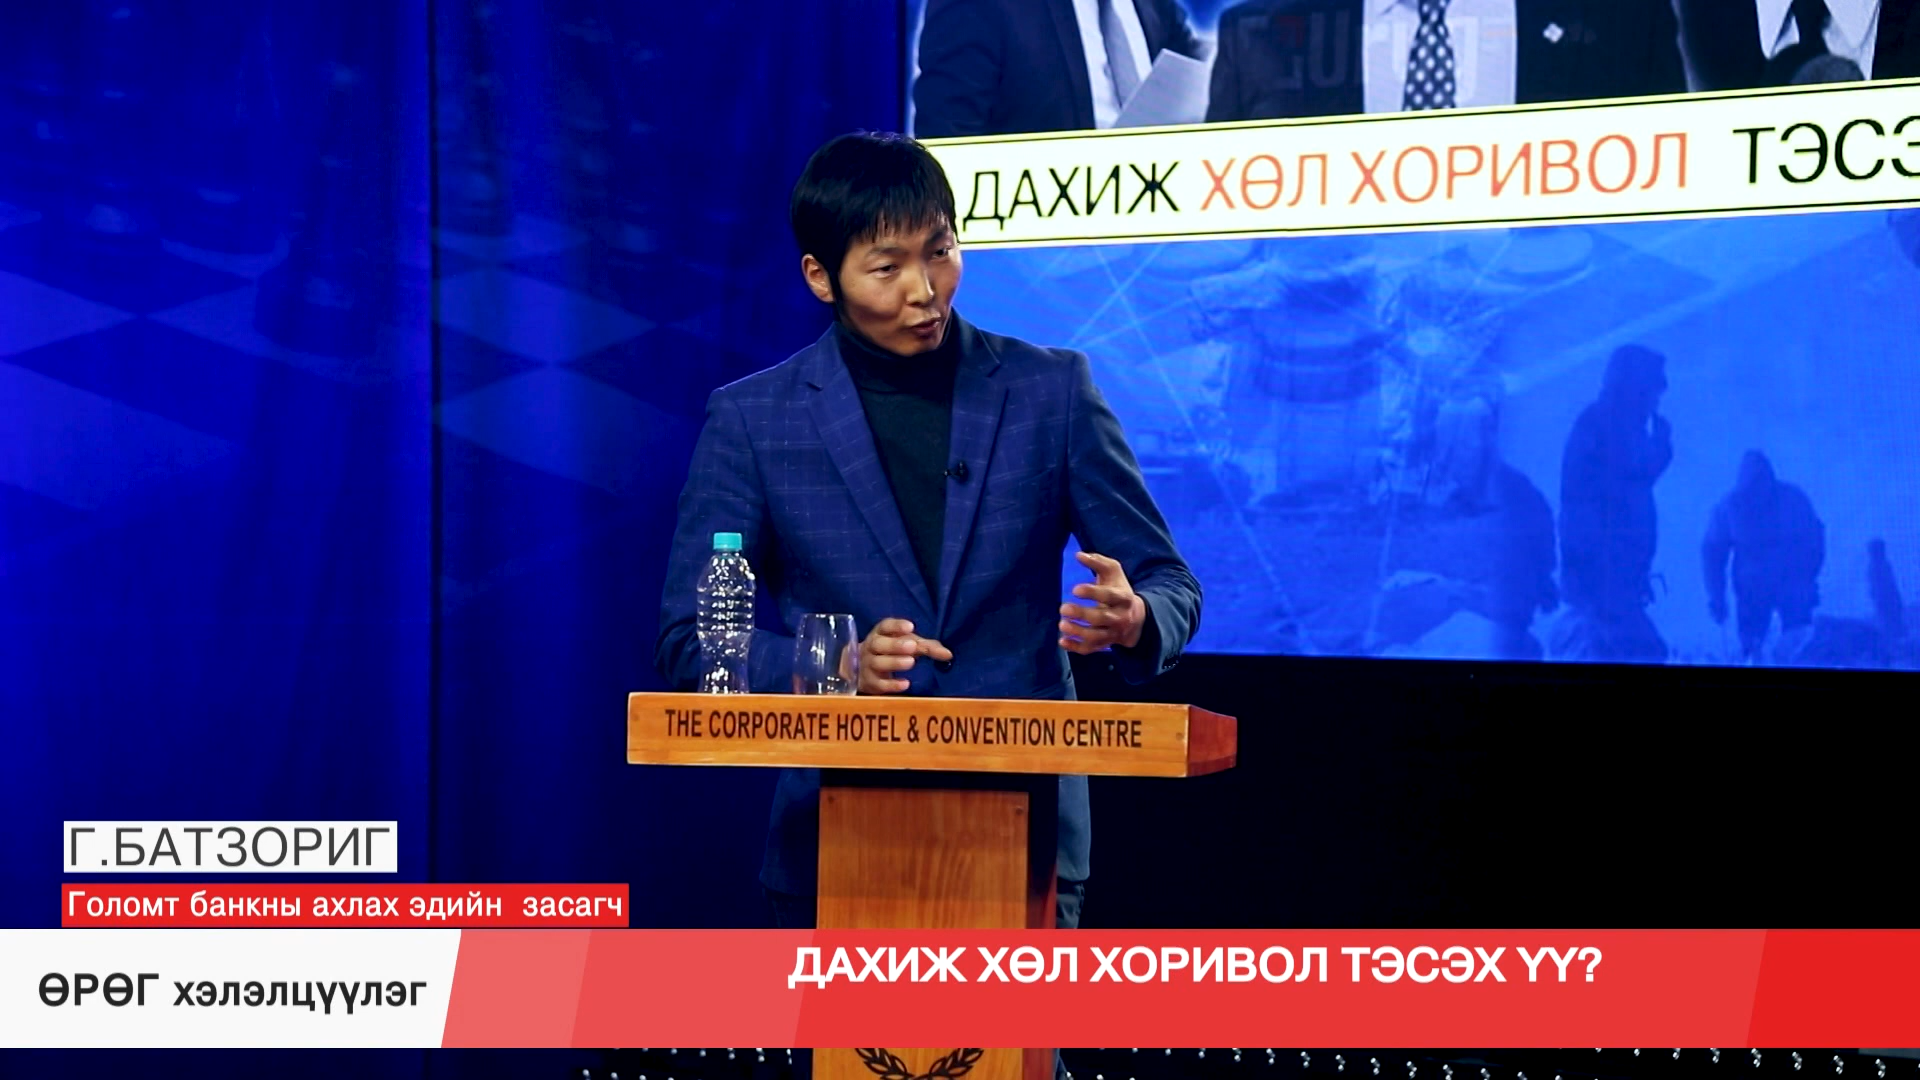 ДАХИЖ ХӨЛ ХОРИВОЛ
THE CORPORATE HOTEL & CONVENTION CENTRE
Г.БАТЗОРИГ
Голомт банкны ахлах эдийн засагч
ӨРӨГ хэлэлцүүлэг
ДАХИЖ ХӨЛ ХОРИВОЛ ТЭСЭХ ҮҮ?